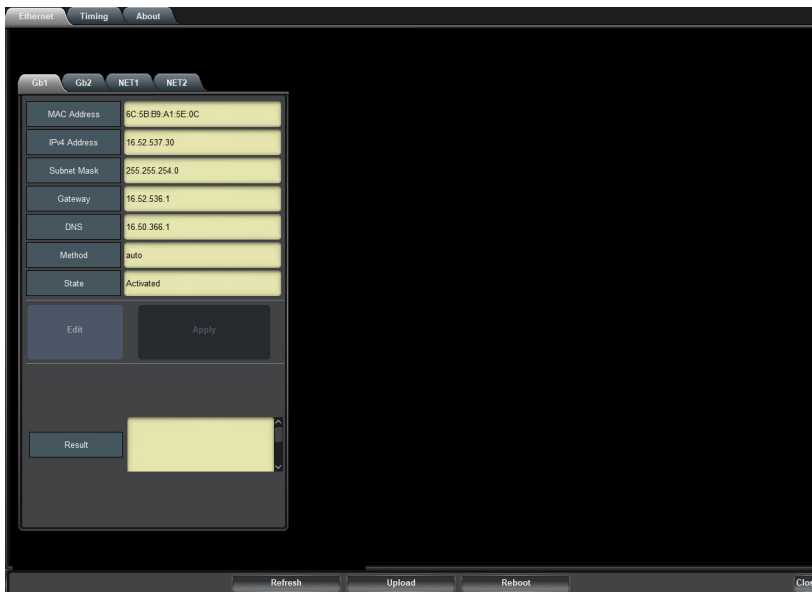 Ethernet Timing About
Gb1 Gb2 NET1 NET2
MAC Address 6C:5B:B9:A1:5E:0C
IPv4 Address 16.52.537.30
Subnet Mask 255.255.254.0
Gateway 16.52.536.1
DNS 16.50.366.1
Method auto
State Activated
Edit Apply
Result
Refresh Upload Reboot Clos